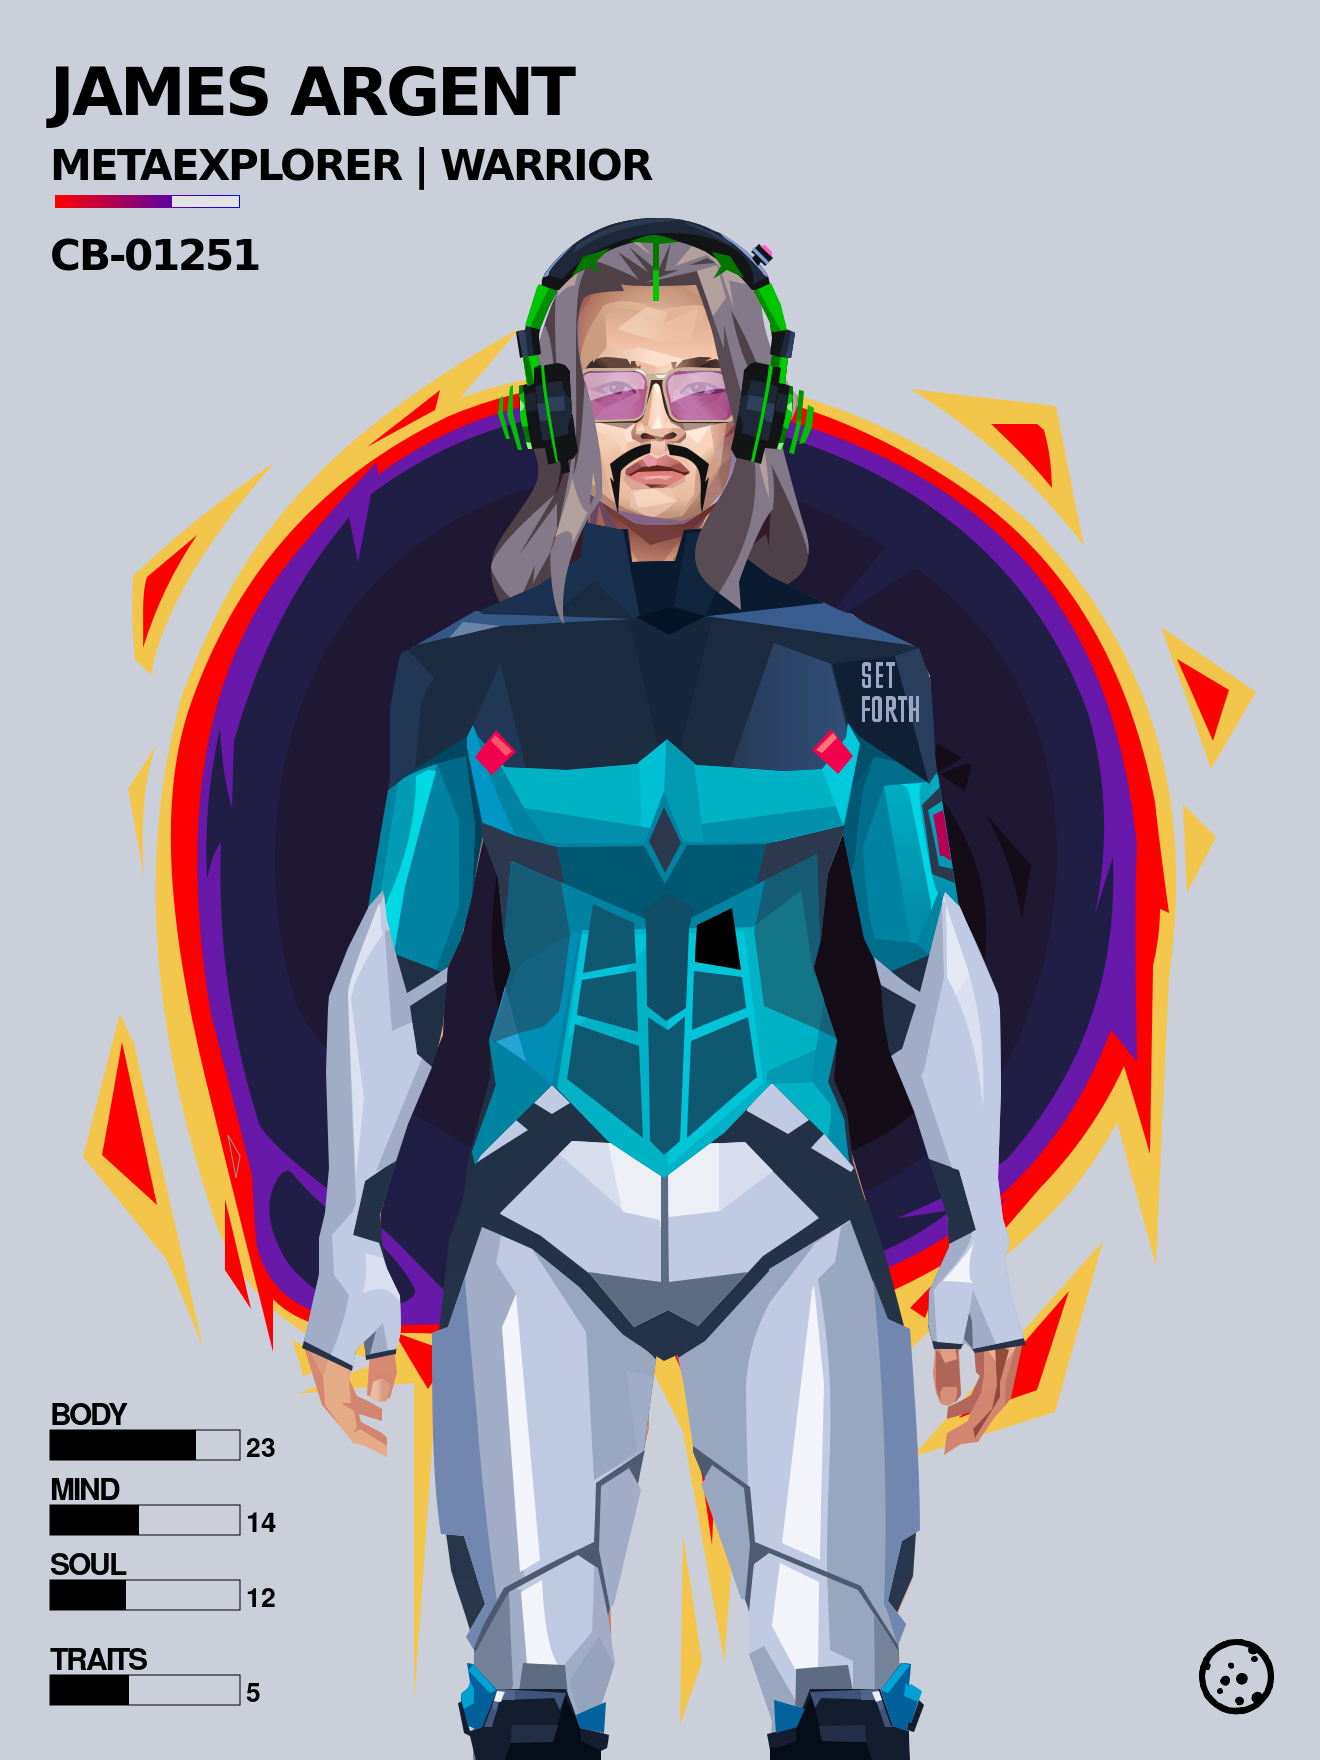 JAMES ARGENT
METAEXPLORER | WARRIOR
CB-01251
SET
FORTH
BODY
23
MIND
14
SOUL
12
TRAITS
5